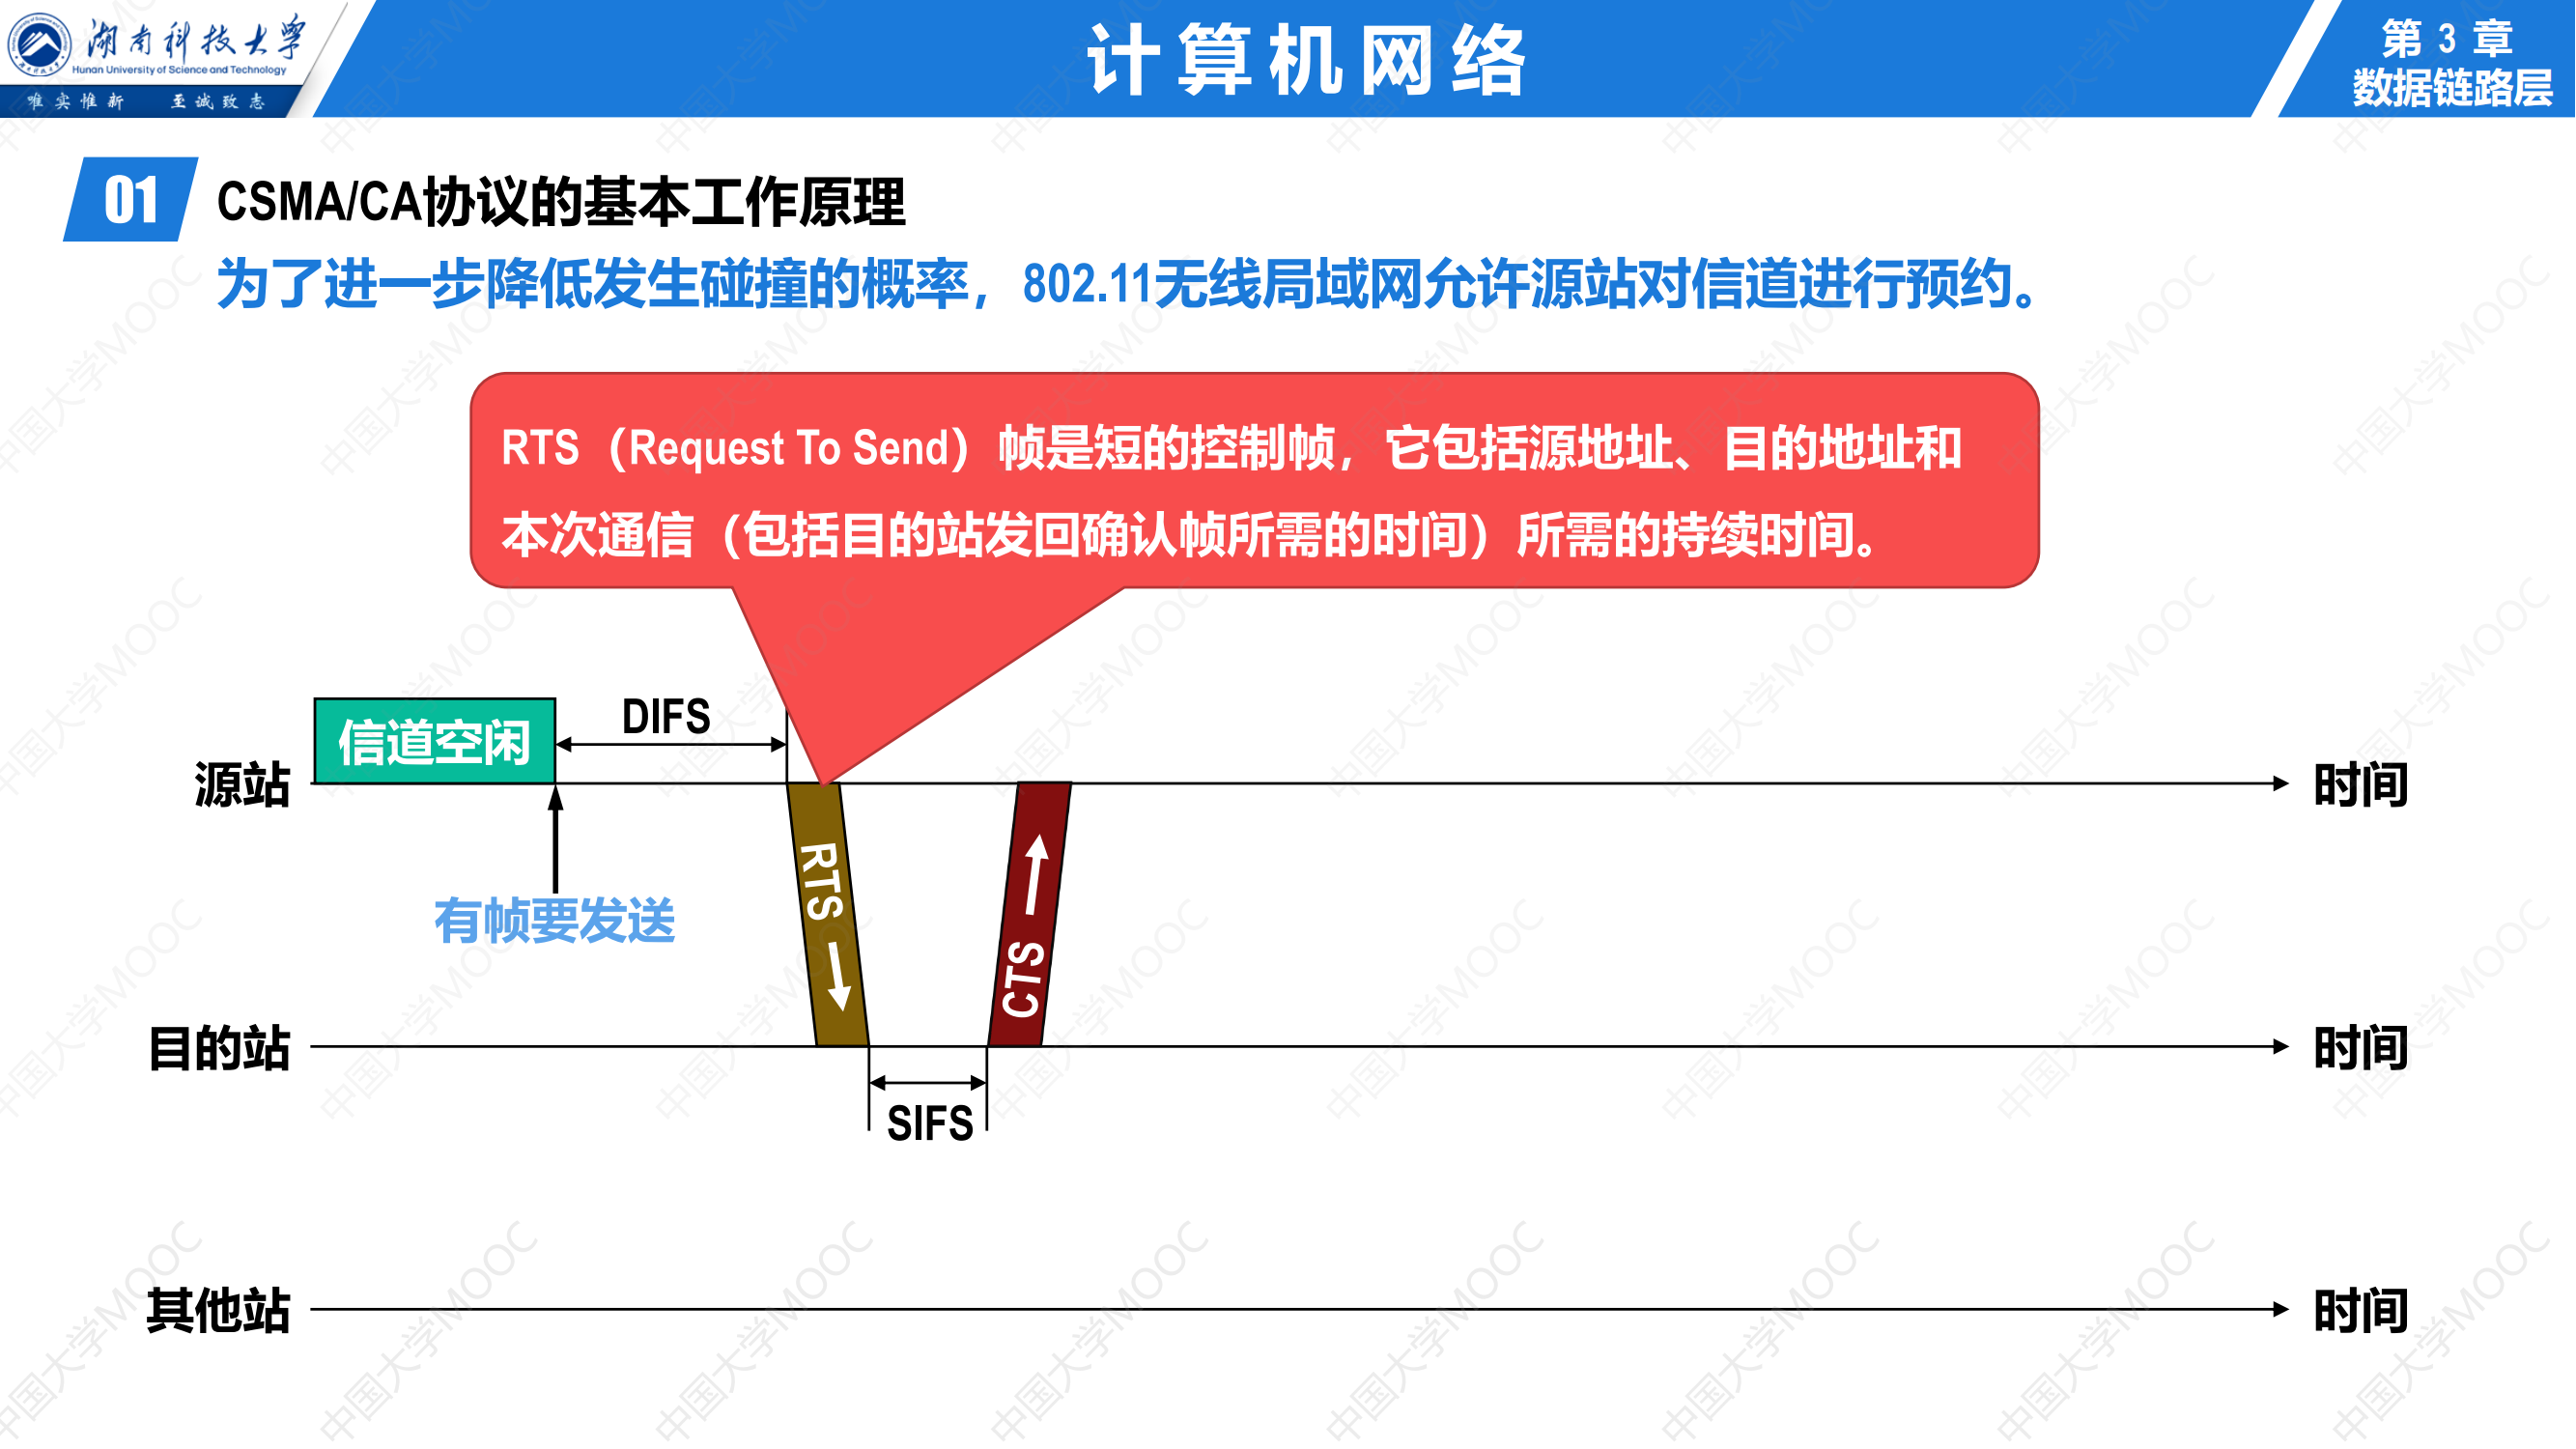 湖南科技大学
Hunan University of Science and Technology
唯实惟新 至诚致志
计算机网络
第 3 章
数据链路层
01
CSMA/CA协议的基本工作原理
为了进一步降低发生碰撞的概率，802.11无线局域网允许源站对信道进行预约。
RTS（Request To Send）帧是短的控制帧，它包括源地址、目的地址和
本次通信（包括目的站发回确认帧所需的时间）所需的持续时间。
信道空闲
DIFS
源站
时间
RTS
CTS
有帧要发送
目的站
时间
SIFS
其他站
时间
中国大学MOOC